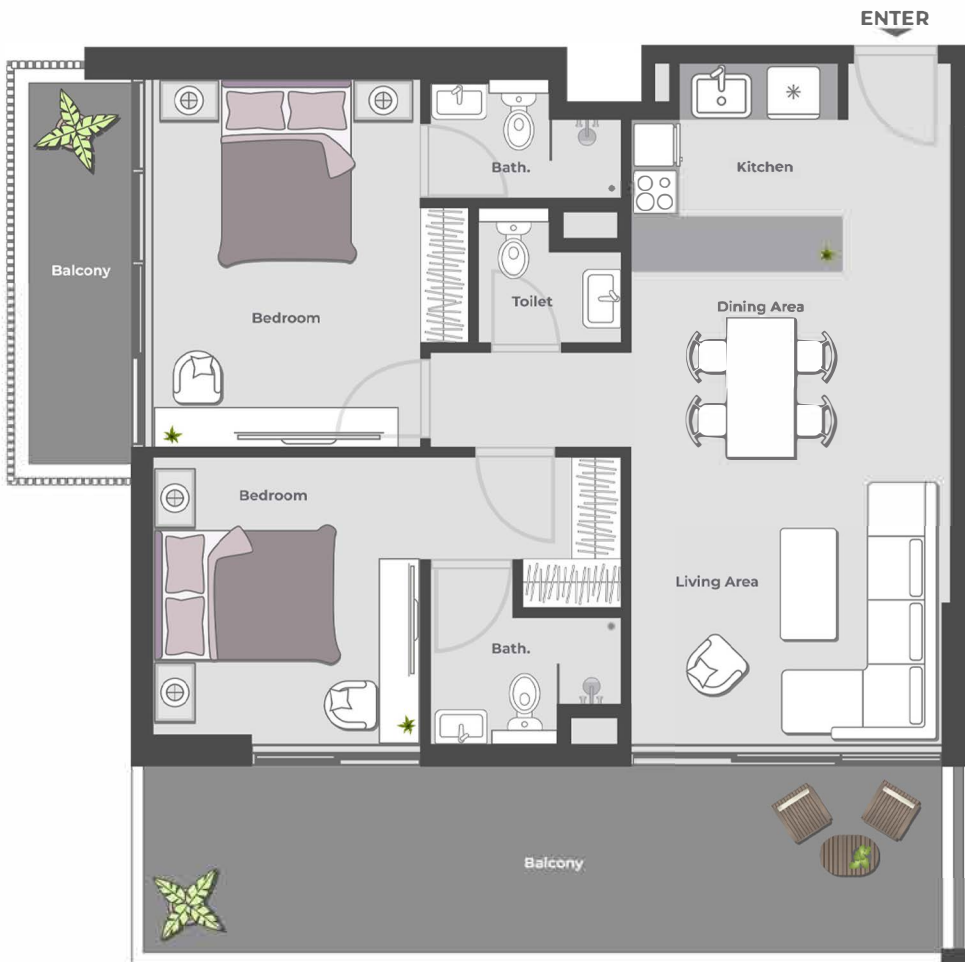 ENTER
Bath.
Kitchen
Balcony
Toilet
Dining Area
Bedroom
Bedroom
Living Area
Bath.
Balcony